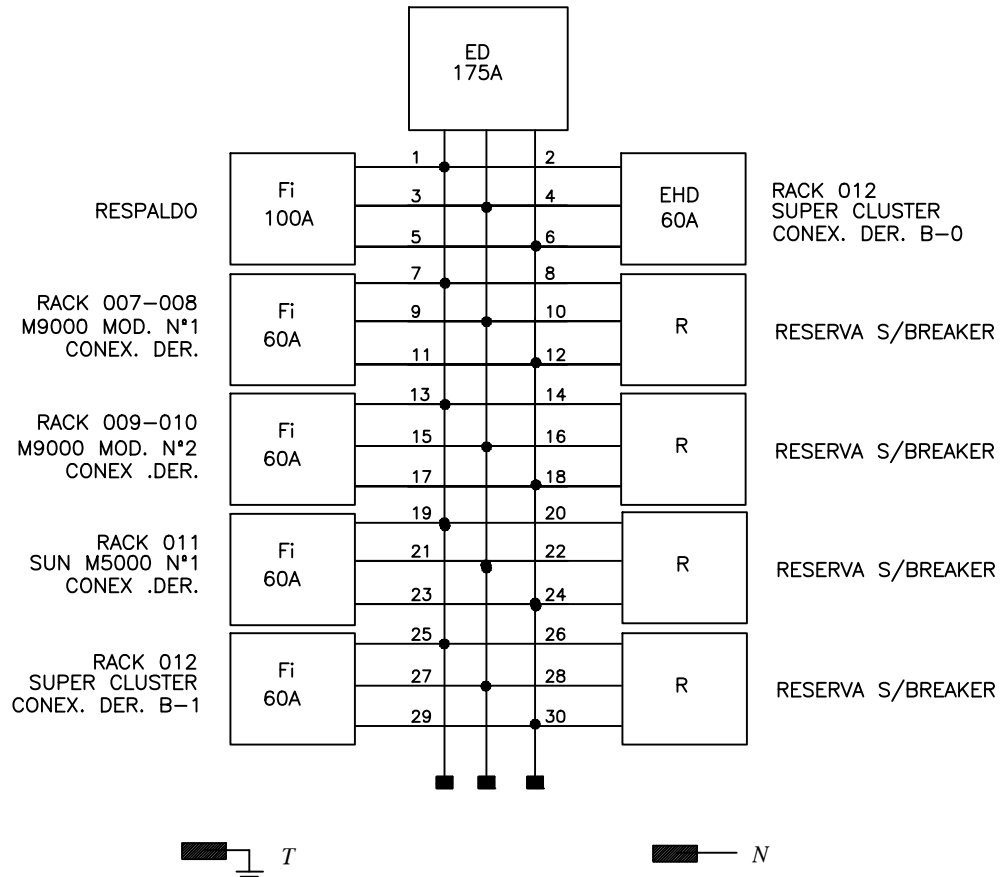 ED
175A
1
2
3
4
5
6
RESPALDO
Fi
100A
EHD
60A
RACK 012
SUPER CLUSTER
CONEX. DER. B-0
7
8
9
10
11
12
RACK 007-008
M9000 MOD. N°1
CONEX. DER.
Fi
60A
R
RESERVA S/BREAKER
13
14
15
16
17
18
RACK 009-010
M9000 MOD. N°2
CONEX .DER.
Fi
60A
R
RESERVA S/BREAKER
19
20
21
22
23
24
RACK 011
SUN M5000 N°1
CONEX .DER.
Fi
60A
R
RESERVA S/BREAKER
25
26
27
28
29
30
RACK 012
SUPER CLUSTER
CONEX. DER. B-1
Fi
60A
R
RESERVA S/BREAKER
T
N